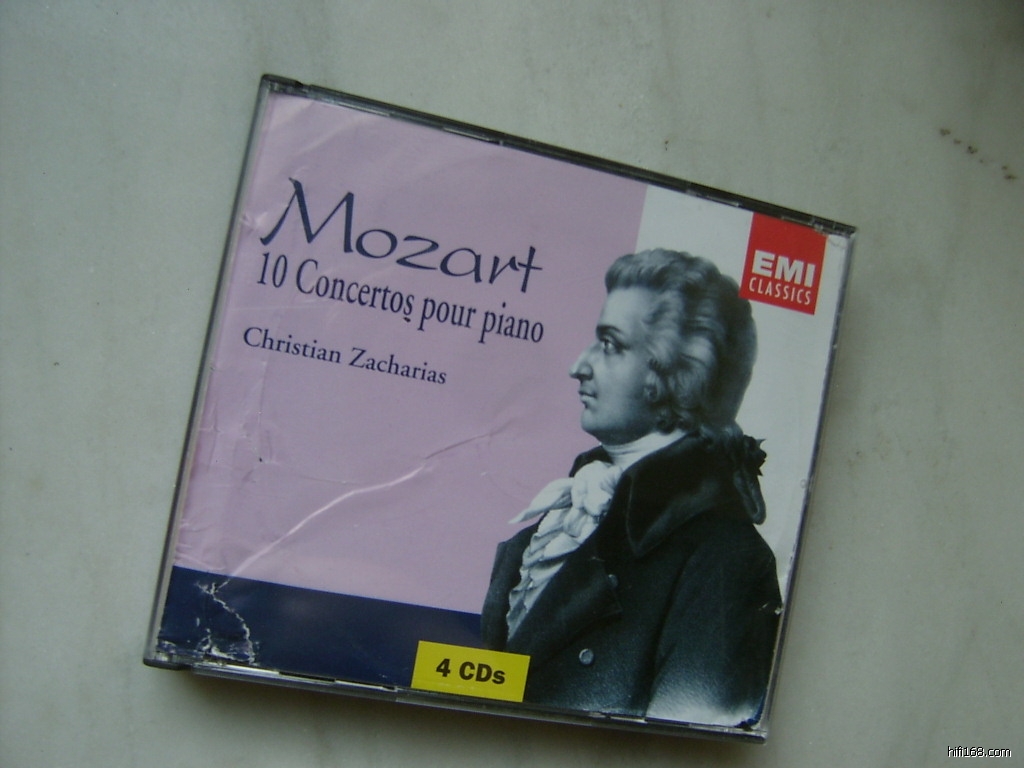 Mozart
10 Concertos pour piano
Christian Zacharias
EMI
CLASSICS
4 CDs
hifi168.com